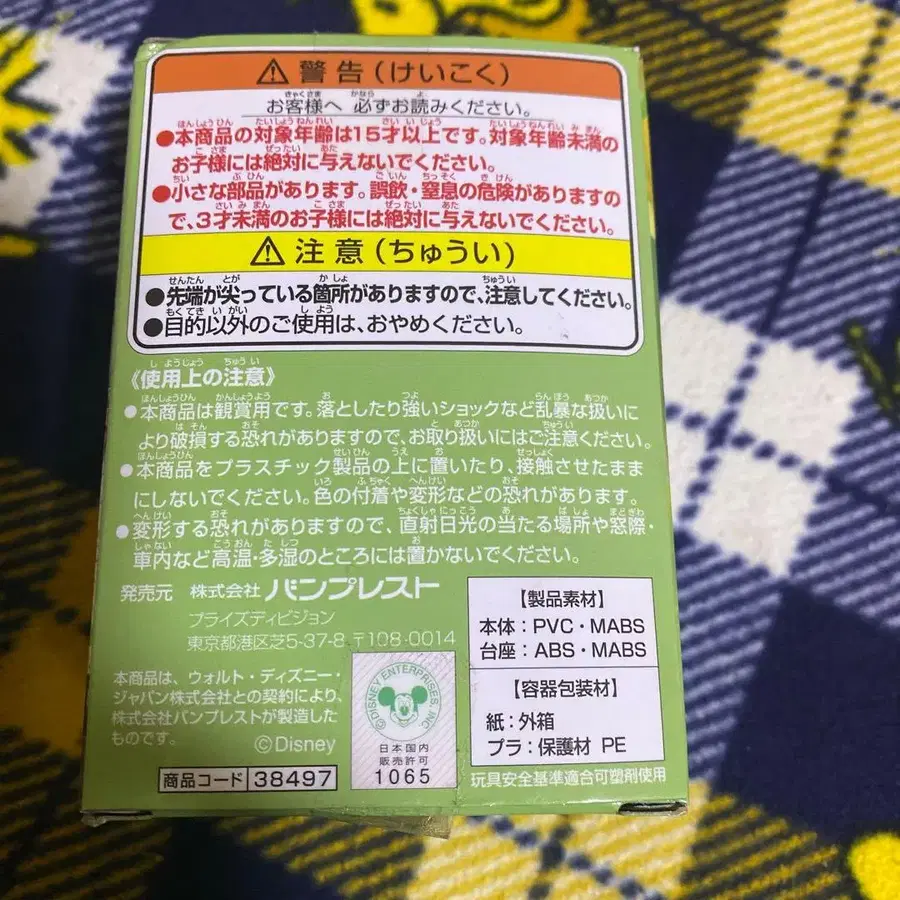 ⚠警告(けいこく)
お客様へ 必ずお読みください。
●本商品の対象年齢は15才以上です。対象年齢未満の
お子様には絶対に与えないでください。
●小さな部品があります。誤飲・窒息の危険がありますの
で、3才未満のお子様には絶対に与えないでください。
⚠注意(ちゅうい)
●先端が尖っている箇所がありますので、注意してください。
●目的以外のご使用は、おやめください。
《使用上の注意》
●本商品は観賞用です。落としたり強いショックなど乱暴な扱いに
より破損する恐れがありますので、お取り扱いにはご注意ください。
●本商品をプラスチック製品の上に置いたり、接触させたまま
にしないでください。色の付着や変形などの恐れがあります。
●変形する恐れがありますので、直射日光の当たる場所や窓際・
車内など高温・多湿のところには置かないでください。
発売元 株式会社 バンプレスト
プライズディビジョン
東京都港区芝5-37-8 〒108-0014
本商品は、ウォルト・ディズニー・
ジャパン株式会社との契約により、
株式会社バンプレストが製造した
ものです。
©Disney
商品コード 38497
©DISNEY ENTERPRISES, INC
日本国内
販売許可
1065
【製品素材】
本体：PVC・MABS
台座：ABS・MABS
【容器包装材】
紙：外箱
プラ：保護材 PE
玩具安全基準適合可塑剤使用